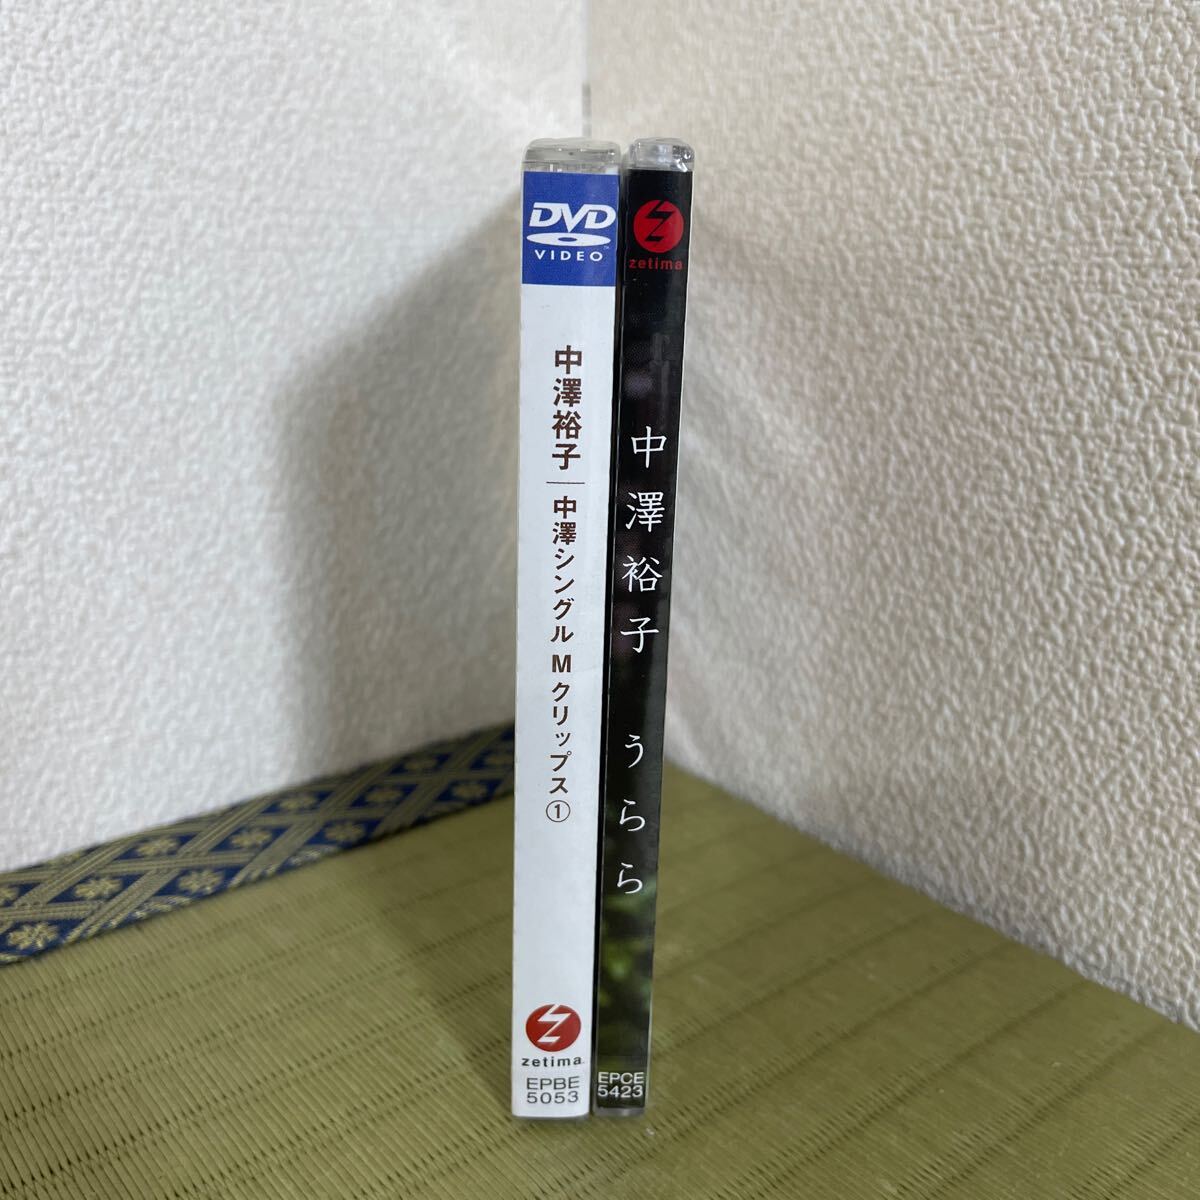 DVD
VIDEO
中澤裕子
中澤シングル M クリップス①
zetima
EPBE
5053
zetima
中澤裕子 うらら
EPCE
5423